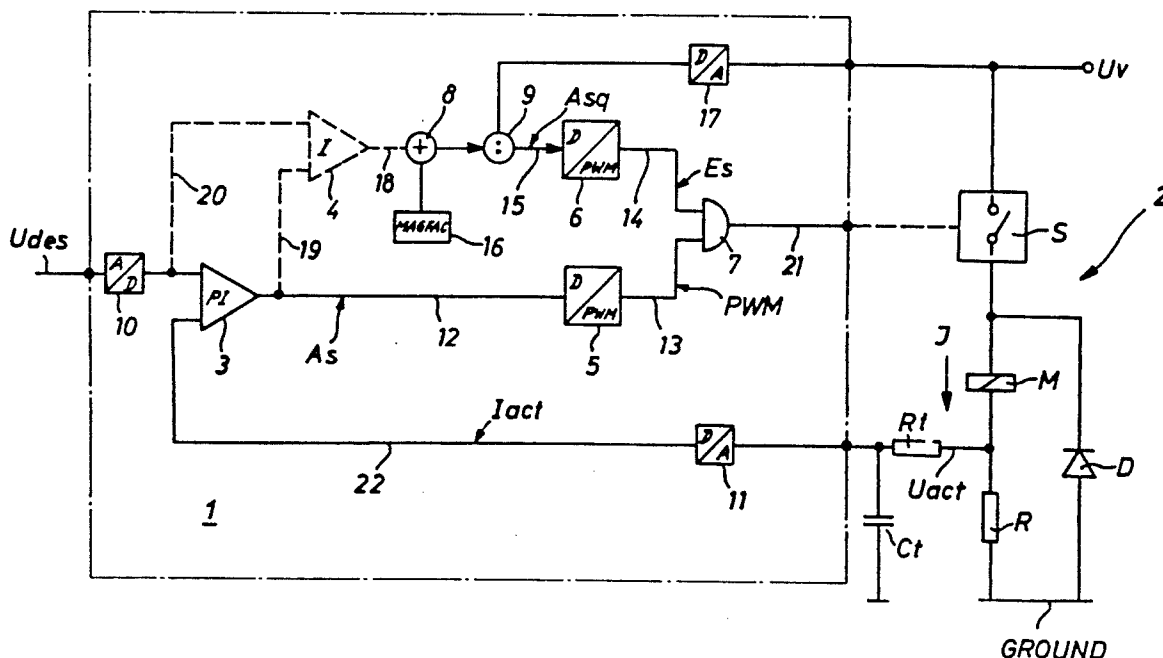 D
A
17
Uv
8
9
Asq
I
4
18
+
:
15
D
PWM
6
14
Es
20
MAGFAC
16
7
21
S
2
Udes
A
D
10
19
PI
3
As
12
D
PWM
5
13
PWM
J
M
Iact
22
D
A
11
Rt
Uact
D
1
Ct
R
GROUND